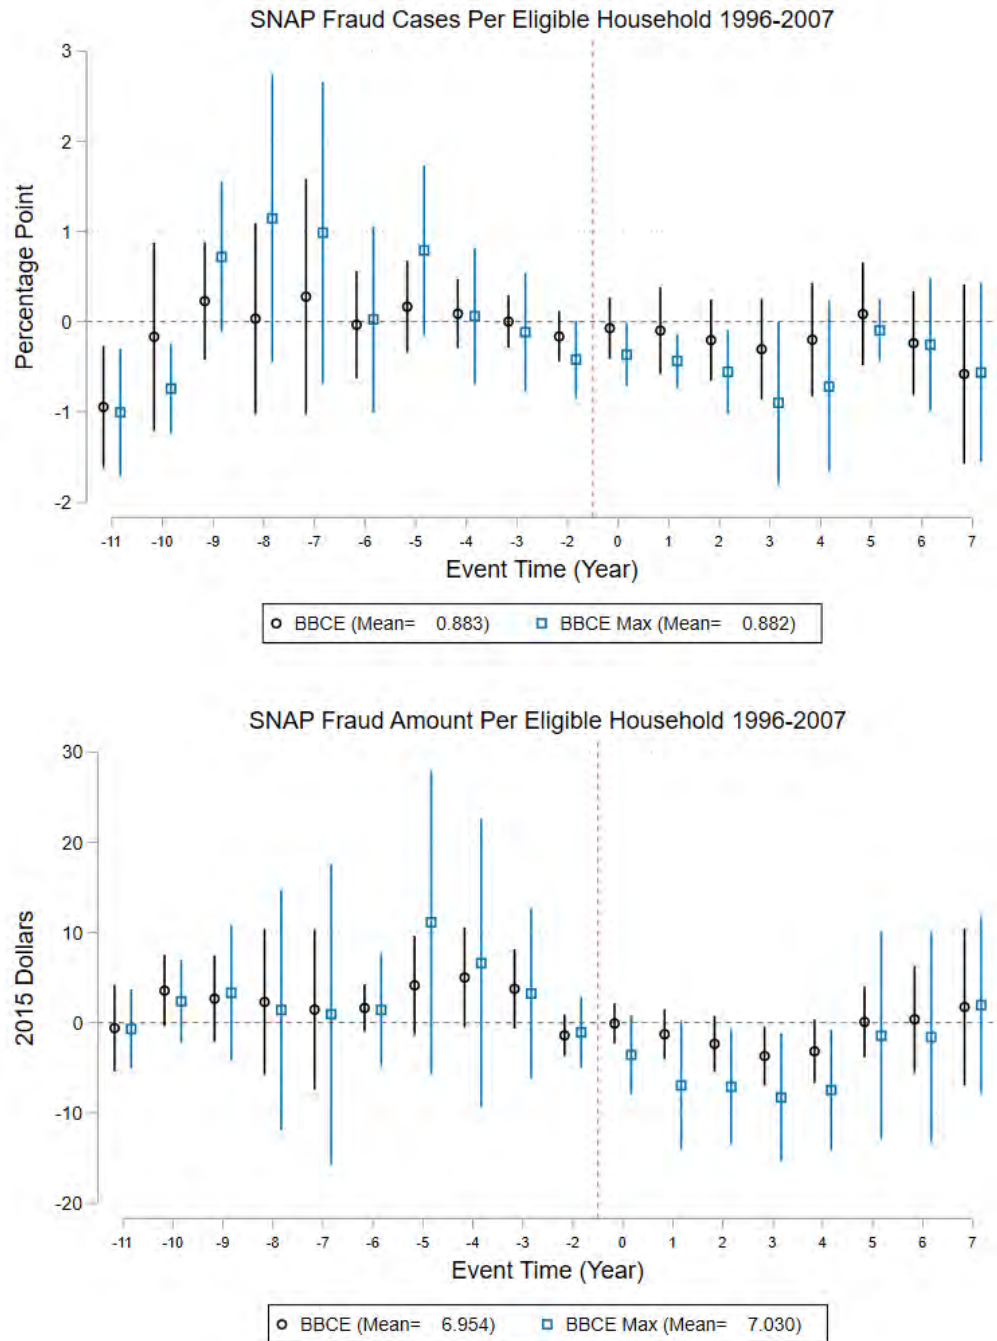 SNAP Fraud Cases Per Eligible Household 1996-2007
3
2
1
0
-1
-2
Percentage Point
-11 -10 -9 -8 -7 -6 -5 -4 -3 -2 0 1 2 3 4 5 6 7
Event Time (Year)
BBCE (Mean= 0.883) BBCE Max (Mean= 0.882)
SNAP Fraud Amount Per Eligible Household 1996-2007
30
20
10
0
-10
-20
2015 Dollars
-11 -10 -9 -8 -7 -6 -5 -4 -3 -2 0 1 2 3 4 5 6 7
Event Time (Year)
BBCE (Mean= 6.954) BBCE Max (Mean= 7.030)